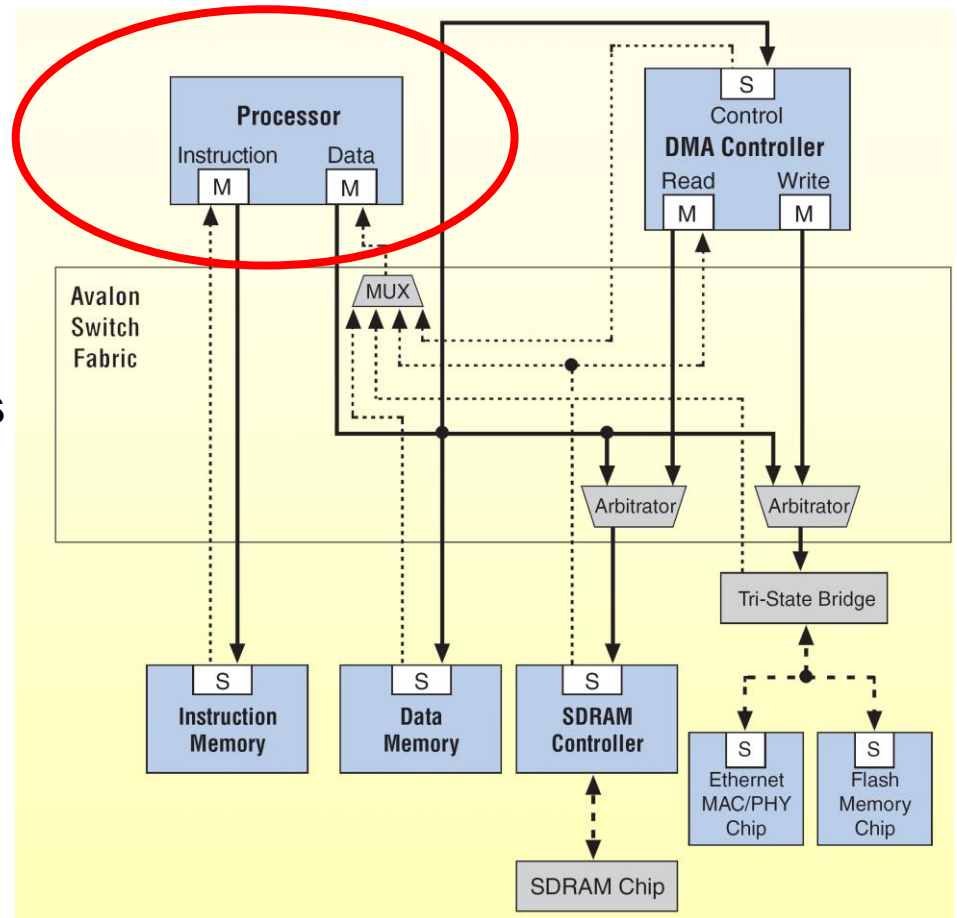 Processor
Instruction
Data
M
M
S
Control
DMA Controller
Read
Write
M
M
Avalon
Switch
Fabric
MUX
s
Arbitrator
Arbitrator
Tri-State Bridge
S
Instruction
Memory
S
Data
Memory
S
SDRAM
Controller
S
Ethernet
MAC/PHY
Chip
S
Flash
Memory
Chip
SDRAM Chip